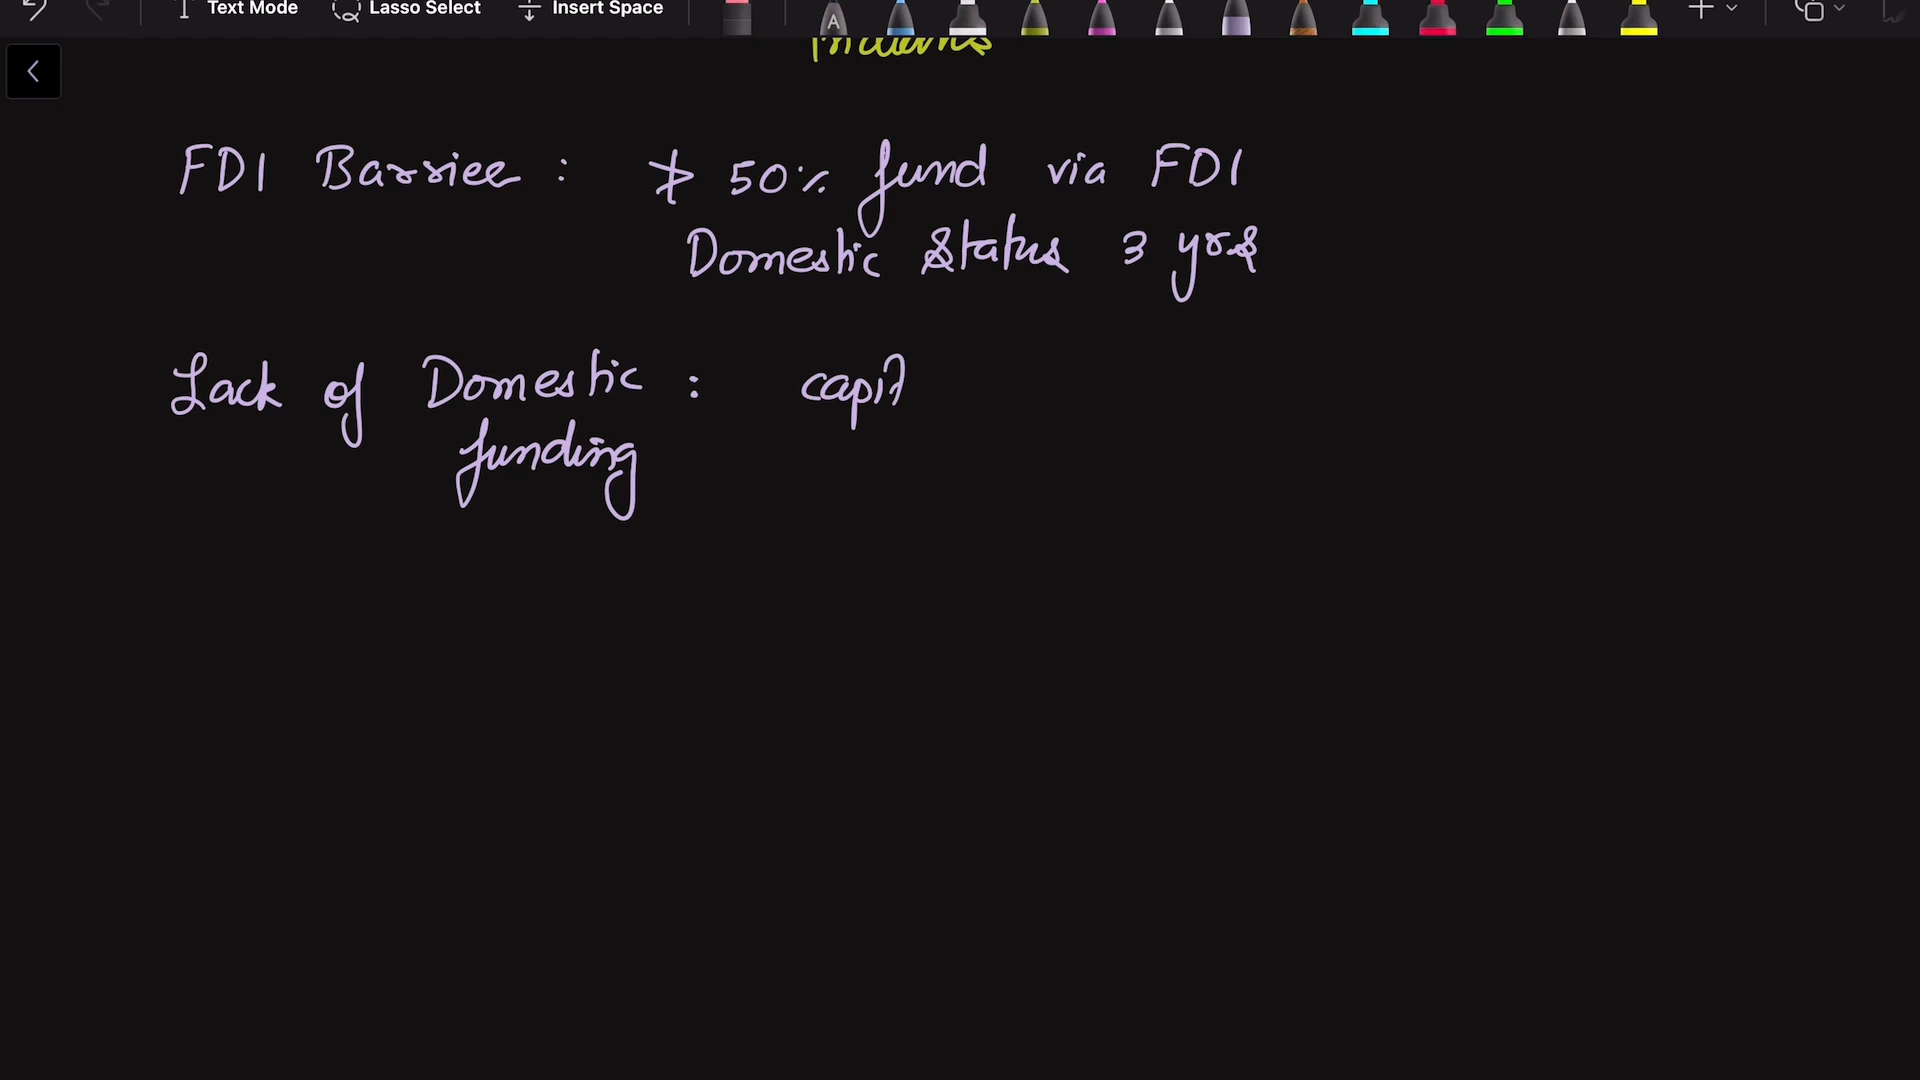 Text Mode Lasso Select Insert Space
A
FDI Barrier : ≯ 50% fund via FDI
Domestic Status 3 yrs
Lack of Domestic : capit
funding